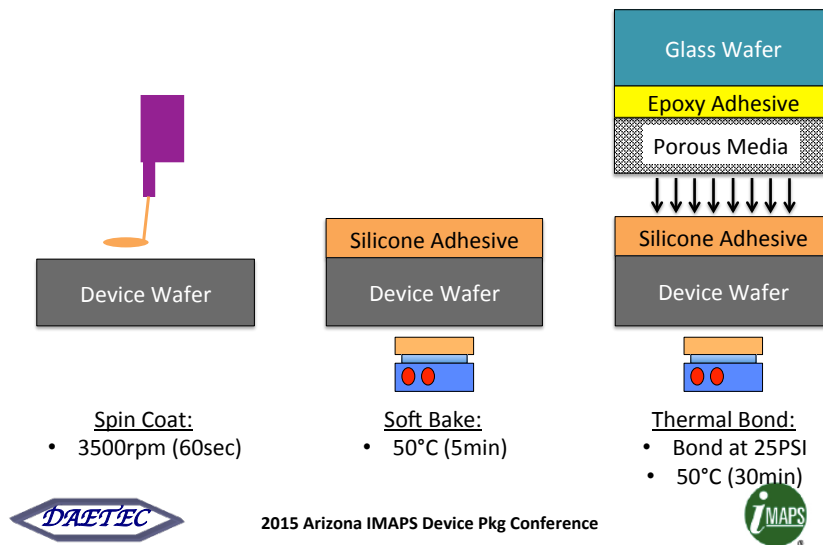 Glass Wafer
Epoxy Adhesive
Porous Media
Silicone Adhesive
Silicone Adhesive
Device Wafer
Device Wafer
Device Wafer
Spin Coat:
• 3500rpm (60sec)
Soft Bake:
• 50°C (5min)
Thermal Bond:
• Bond at 25PSI
• 50°C (30min)
DAETEC
2015 Arizona IMAPS Device Pkg Conference
iMAPS
®